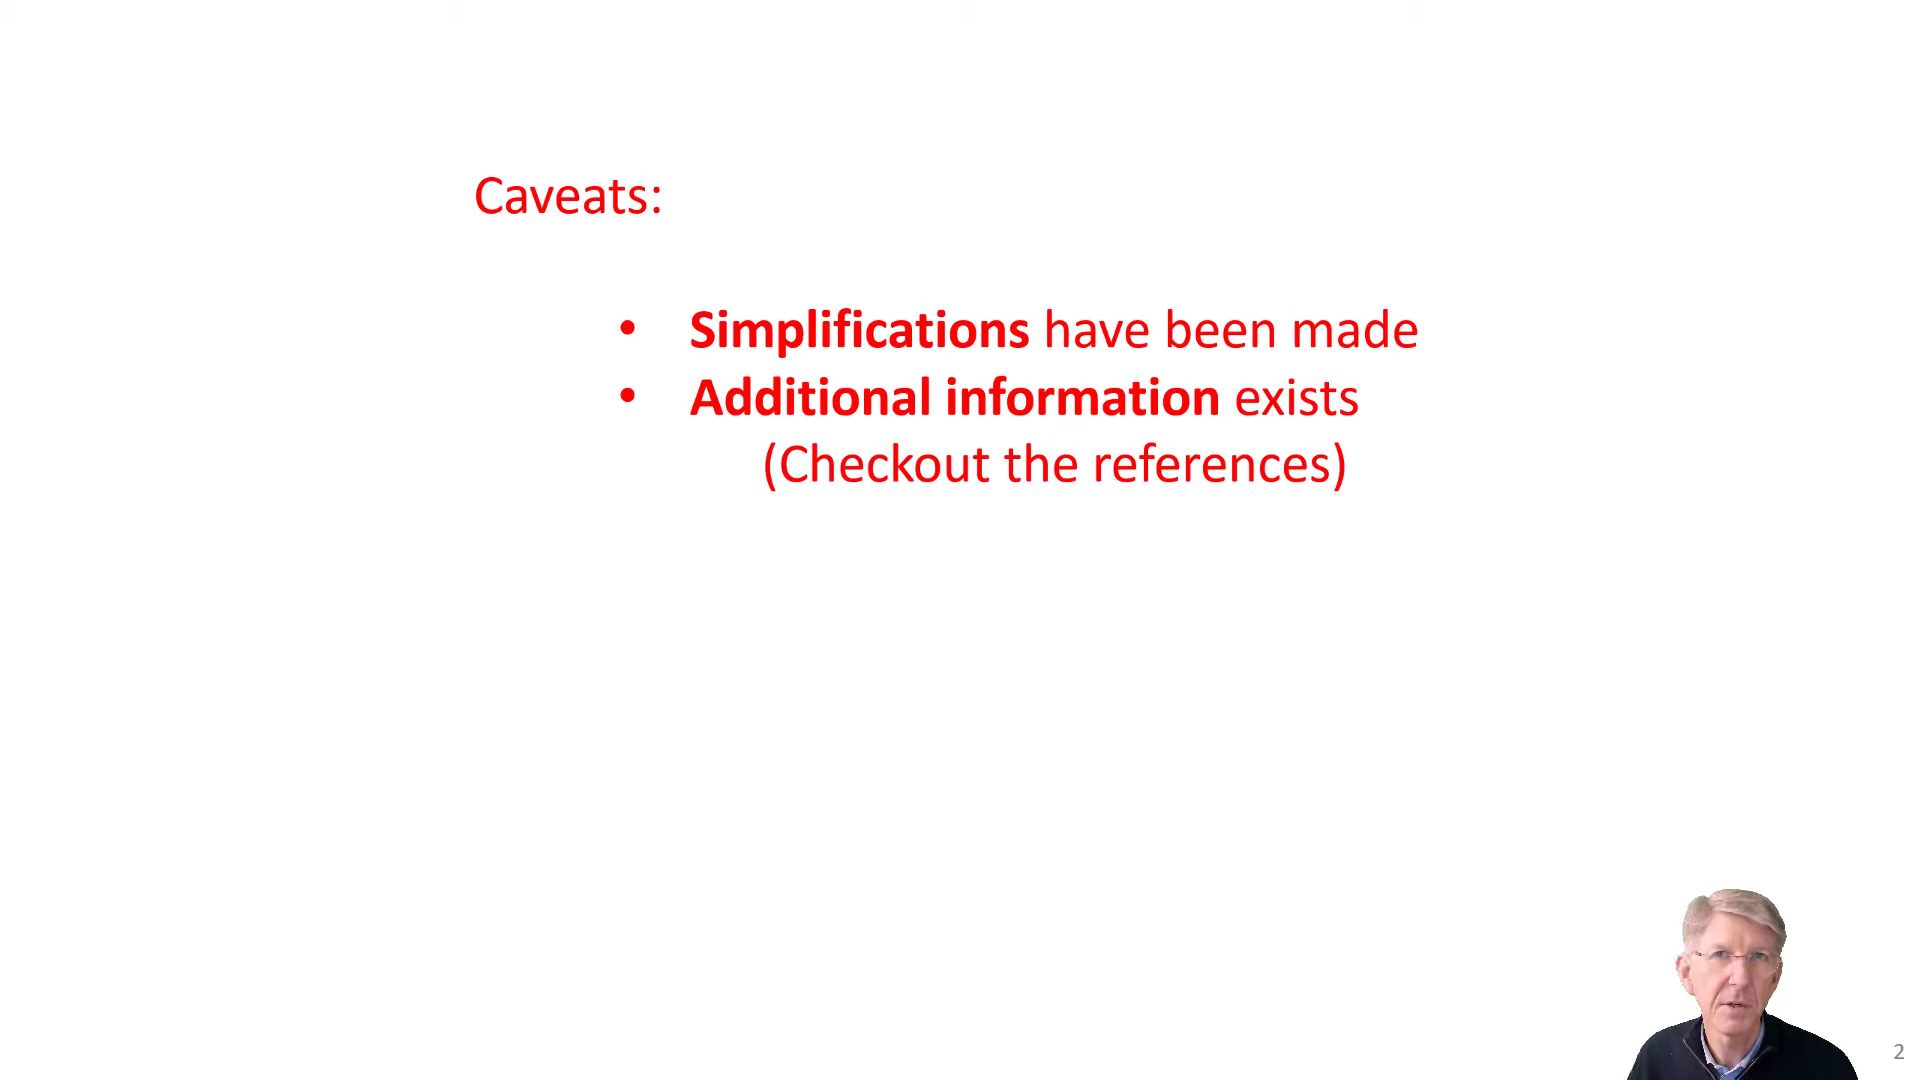 Caveats:
• Simplifications have been made
• Additional information exists
(Checkout the references)
2